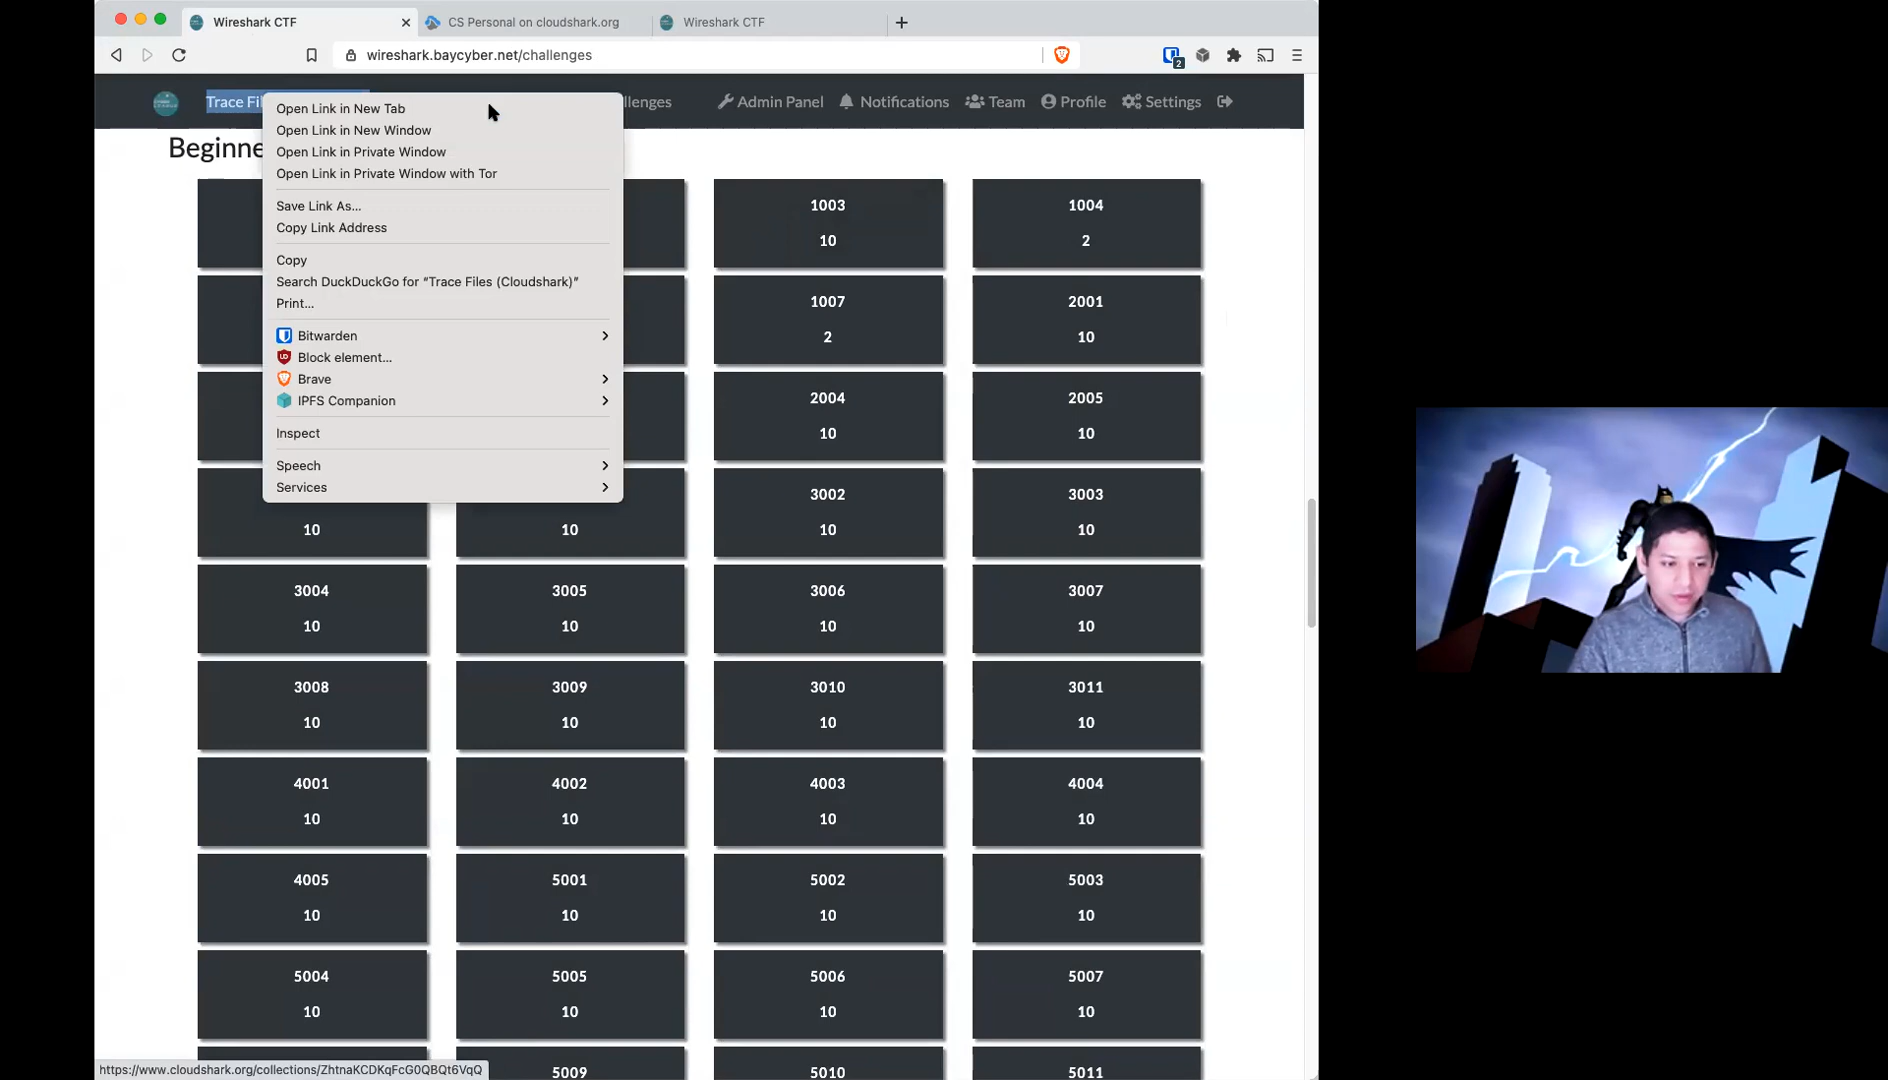 Wireshark CTF
CS Personal on cloudshark.org
Wireshark CTF
wireshark.baycyber.net/challenges
2
Trace Fil
llenges
Admin Panel
Notifications
Team
Profile
Settings
Beginne
Open Link in New Tab
Open Link in New Window
Open Link in Private Window
Open Link in Private Window with Tor
Save Link As...
Copy Link Address
Copy
Search DuckDuckGo for “Trace Files (Cloudshark)”
Print...
Bitwarden
Block element...
Brave
IPFS Companion
Inspect
Speech
Services
1003
10
1004
2
1007
2
2001
10
2004
10
2005
10
10
10
3002
10
3003
10
3004
10
3005
10
3006
10
3007
10
3008
10
3009
10
3010
10
3011
10
4001
10
4002
10
4003
10
4004
10
4005
10
5001
10
5002
10
5003
10
5004
10
5005
10
5006
10
5007
10
5009
5010
5011
https://www.cloudshark.org/collections/ZhtnaKCDKqFcG0QBQt6VqQ